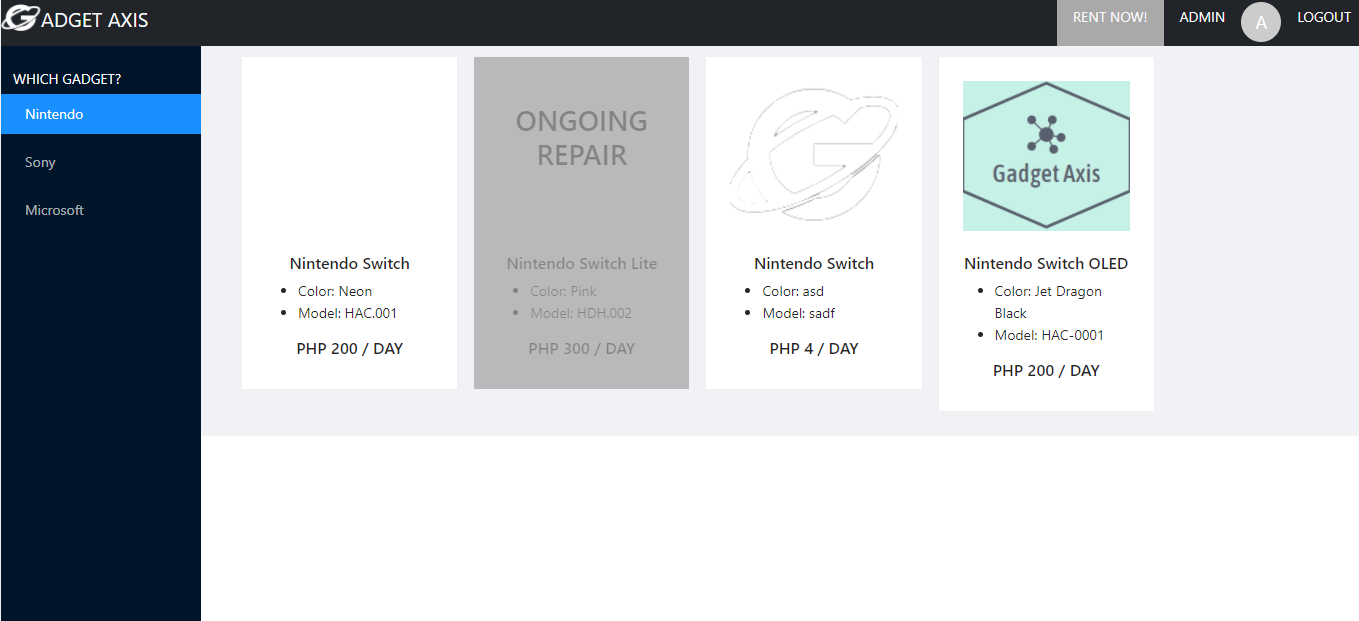 ADGET AXIS
RENT NOW!
ADMIN
A
LOGOUT
WHICH GADGET?
Nintendo
Sony
Microsoft
Nintendo Switch
Color: Neon
Model: HAC.001
PHP 200 / DAY
ONGOING
REPAIR
Nintendo Switch Lite
Color: Pink
Model: HDH.002
PHP 300 / DAY
Nintendo Switch
Color: asd
Model: sadf
PHP 4 / DAY
Gadget Axis
Nintendo Switch OLED
Color: Jet Dragon
Black
Model: HAC-0001
PHP 200 / DAY